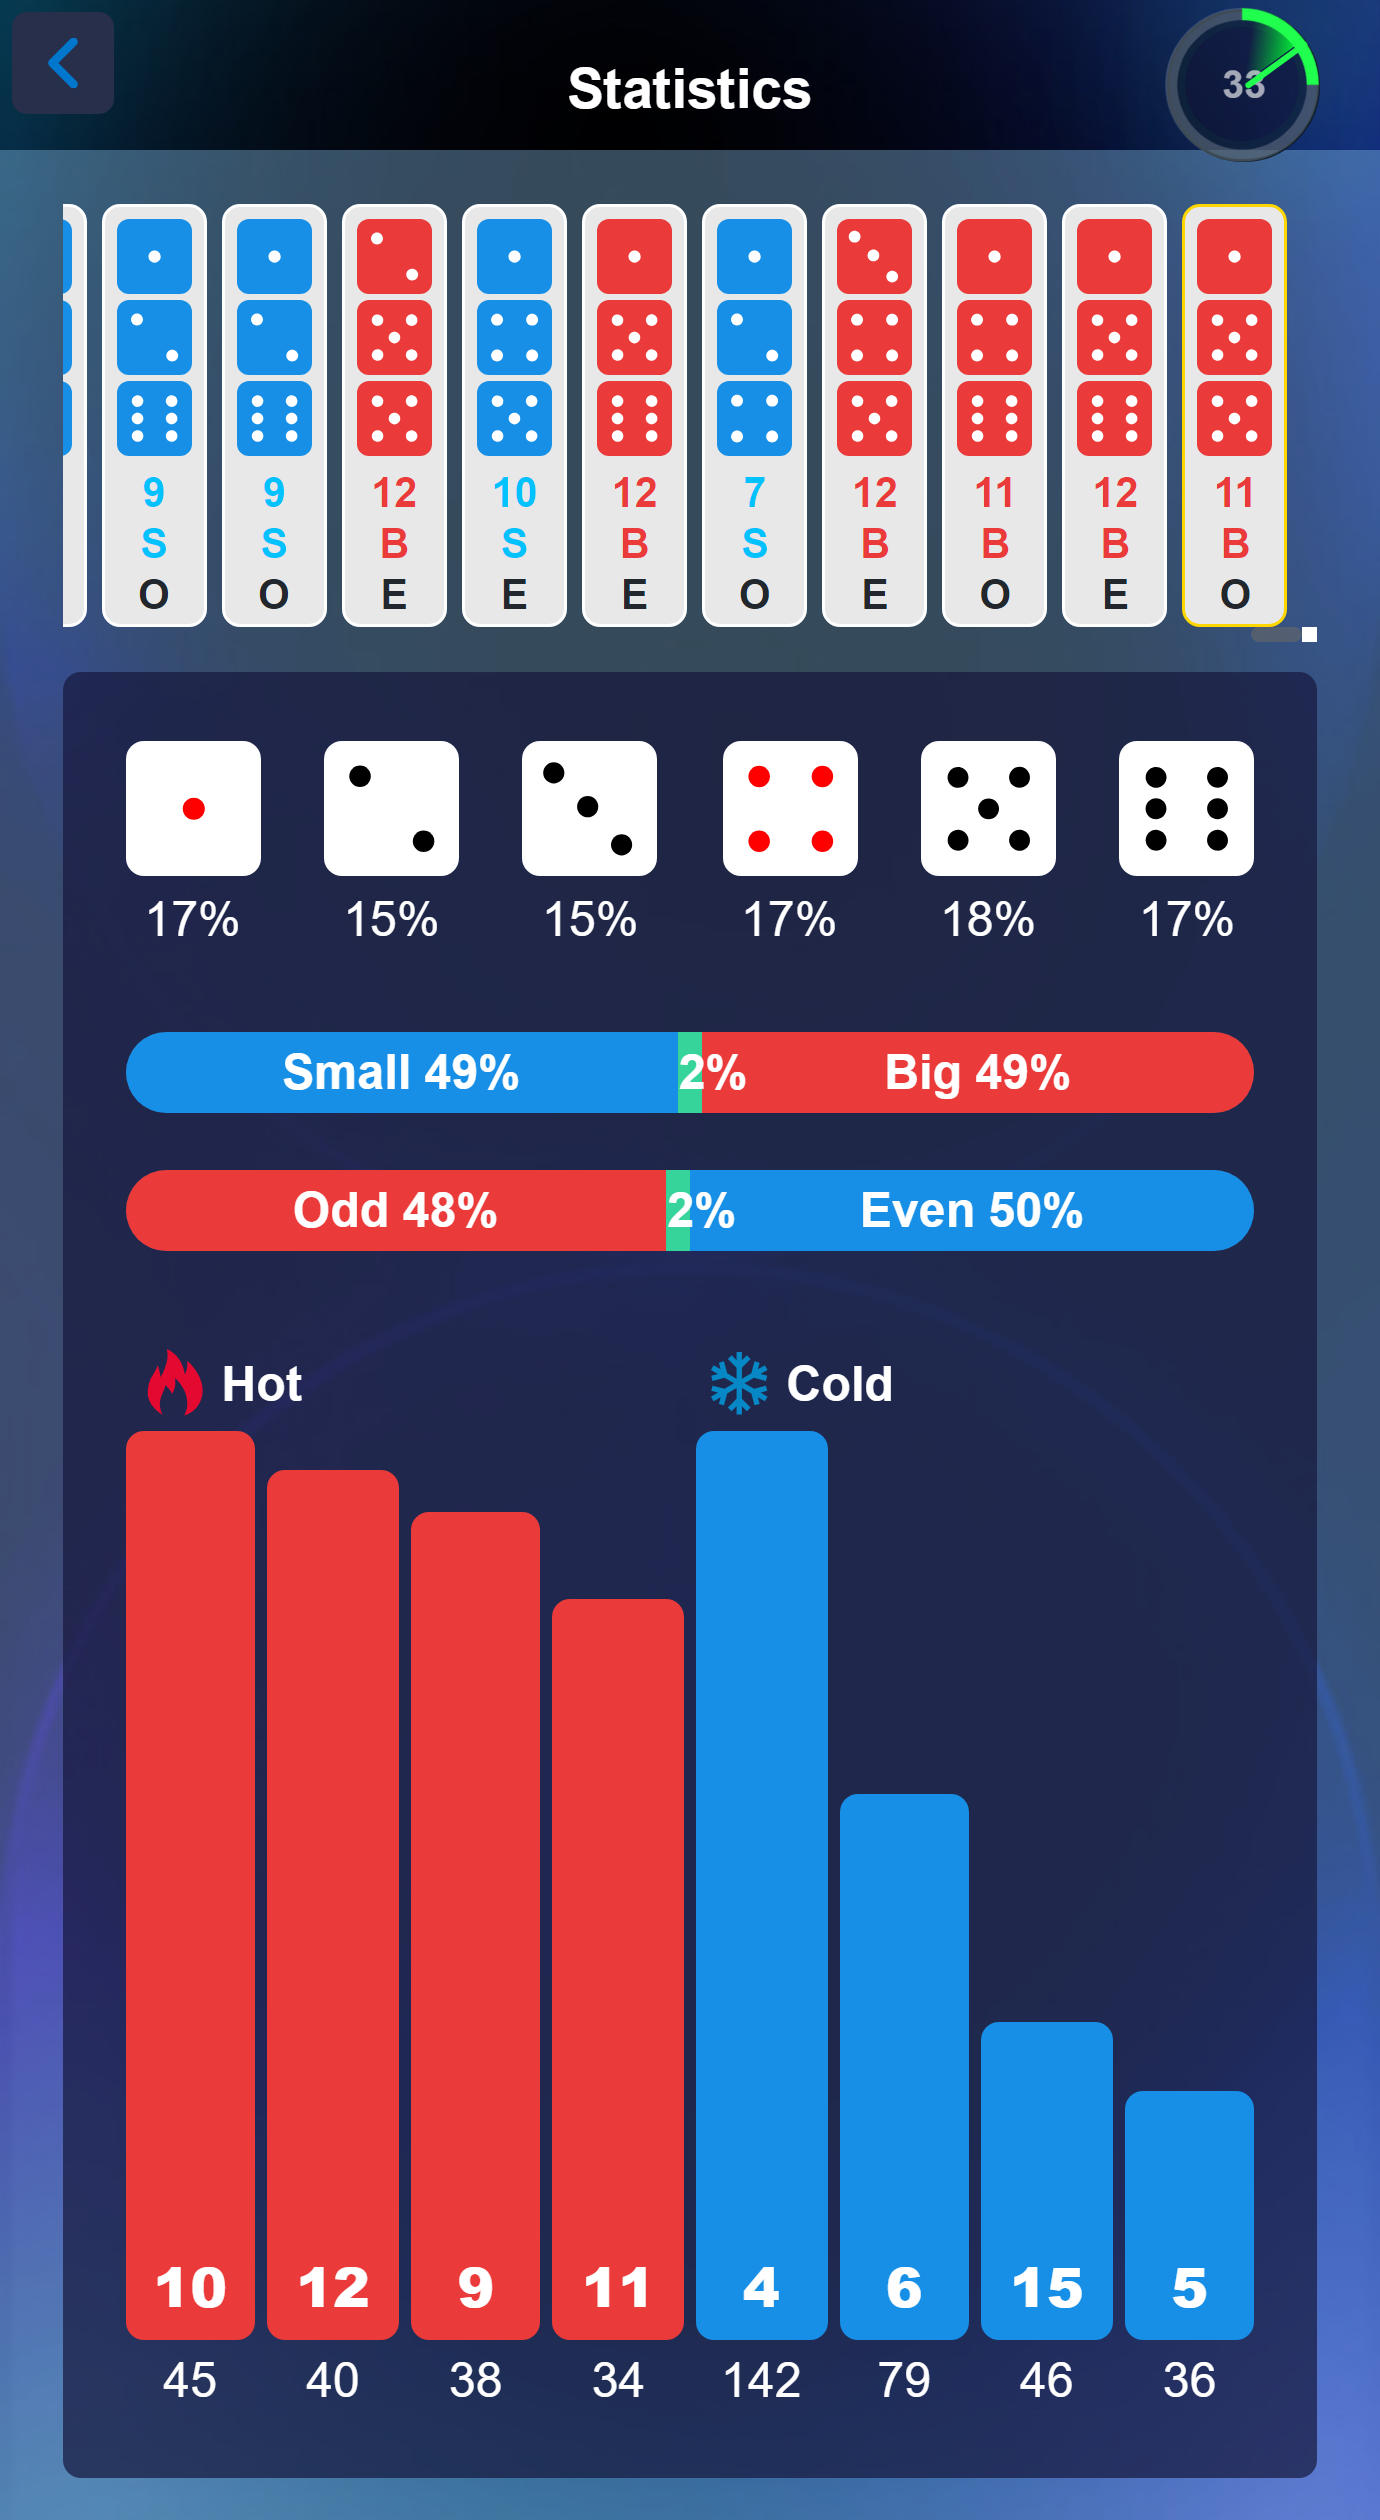 Statistics
33
9 9 12 10 12 7 12 11 12 11
S S B S B S B B B B
O O E E E O E O E O
17% 15% 15% 17% 18% 17%
Small 49% 2% Big 49%
Odd 48% 2% Even 50%
Hot Cold
10 12 9 11 4 6 15 5
45 40 38 34 142 79 46 36